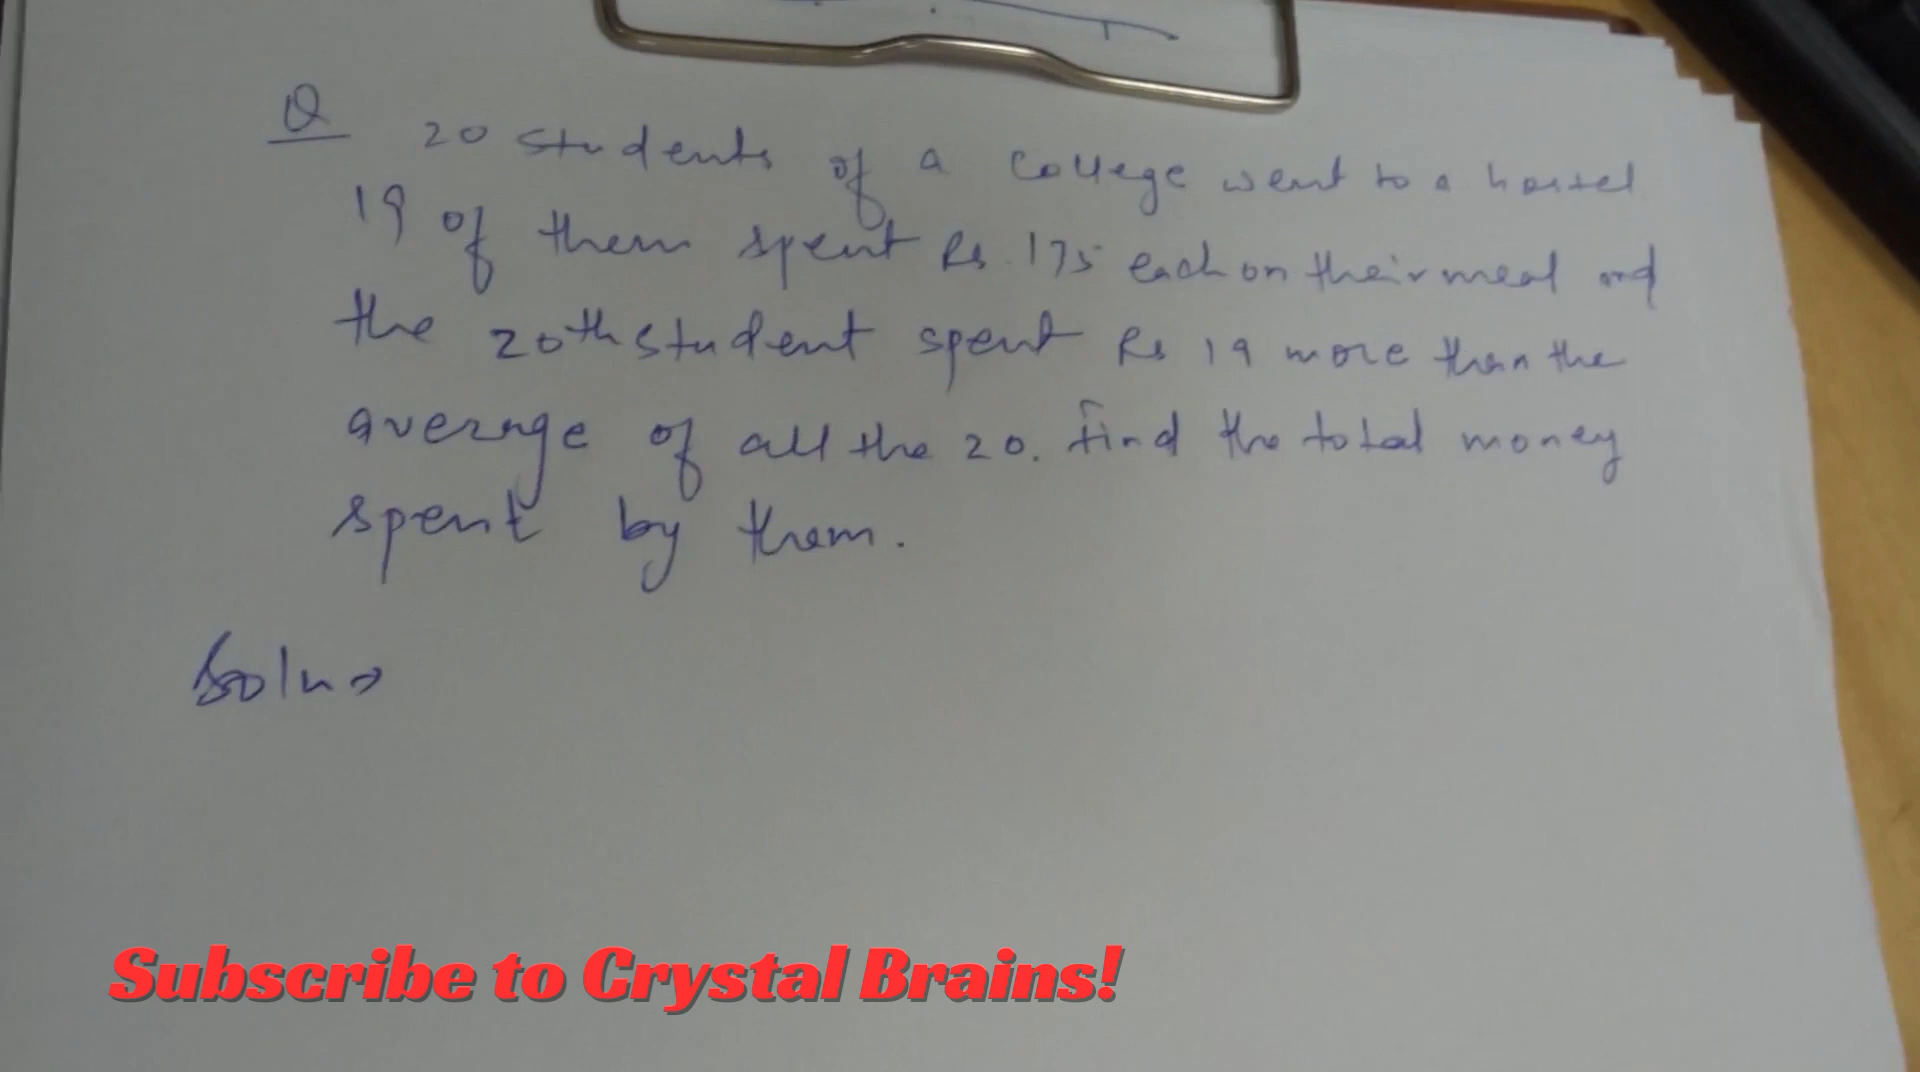 Q
20 students of a college went to a hostel
19 of them spent Rs. 175 each on their meal and
the 20th student spent Rs 19 more than the
average of all the 20. Find the total money
spent by them.
Soln →
Subscribe to Crystal Brains!